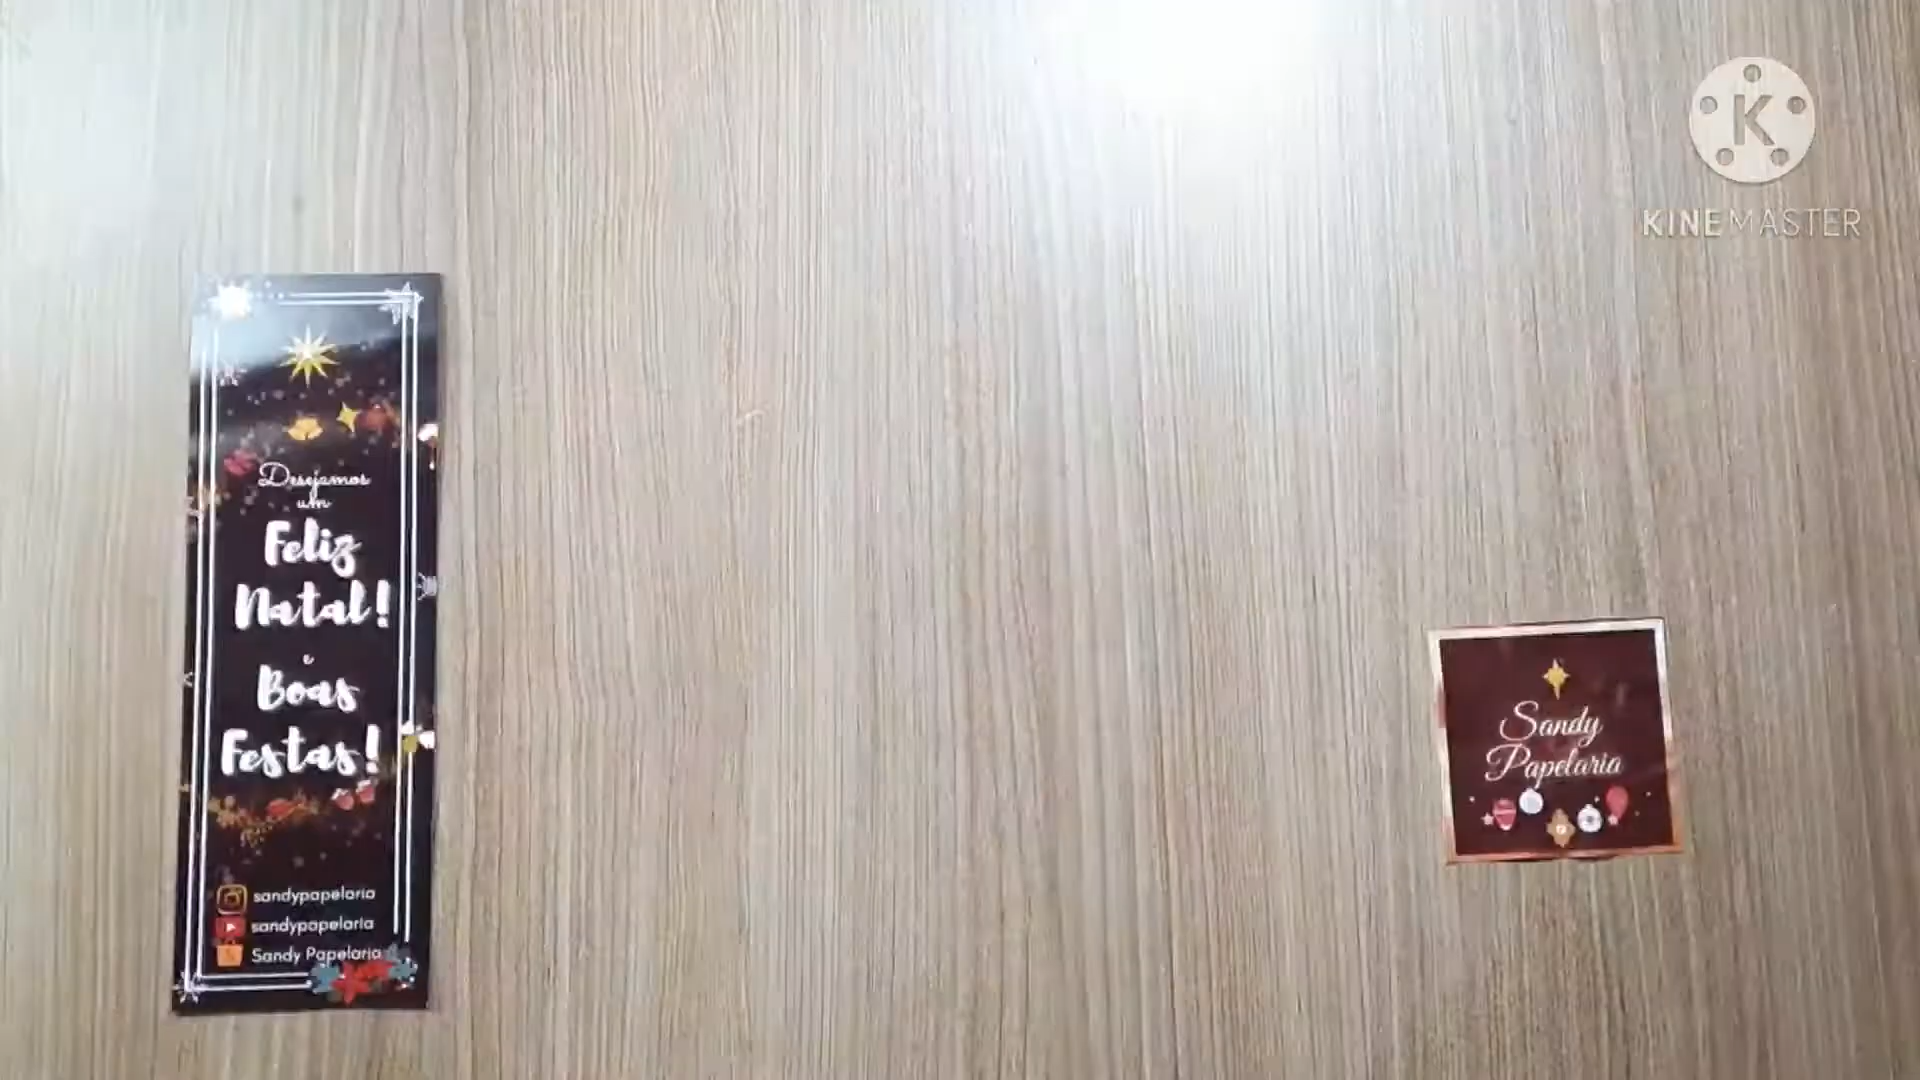 K
KINEMASTER
Desejamos
um
Feliz
Natal!
e
Boas
Festas!
sandypapelaria
sandypapelaria
Sandy Papelaria
Sandy
Papelaria